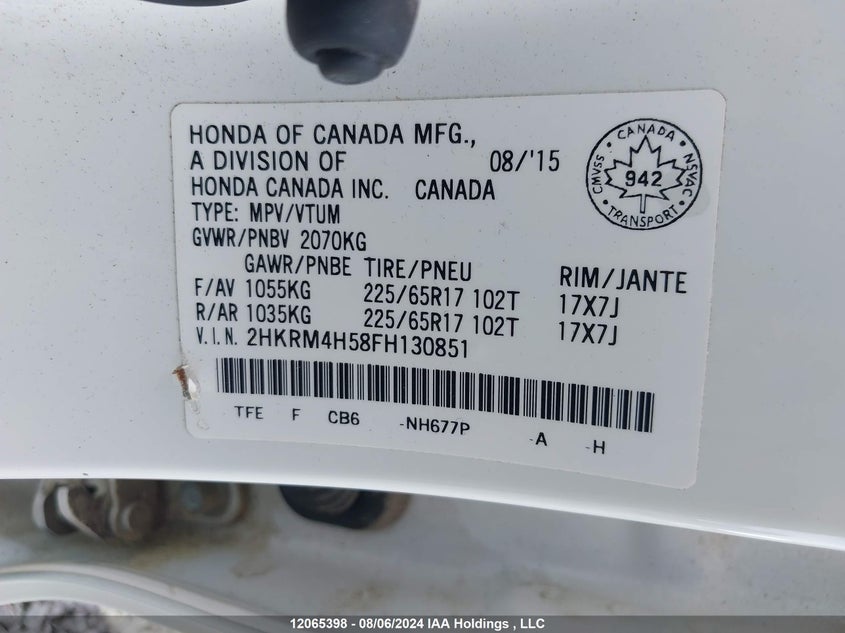 HONDA OF CANADA MFG.,
A DIVISION OF 08/'15
HONDA CANADA INC. CANADA
TYPE: MPV/VTUM
GVWR/PNBV 2070KG
GAWR/PNBE TIRE/PNEU RIM/JANTE
F/AV 1055KG 225/65R17 102T 17X7J
R/AR 1035KG 225/65R17 102T 17X7J
V.I.N. 2HKRM4H58FH130851
TFE F CB6 -NH677P -A -H
CANADA
CMVSS 942 NSVAC
TRANSPORT
12065398 - 08/06/2024 IAA Holdings , LLC